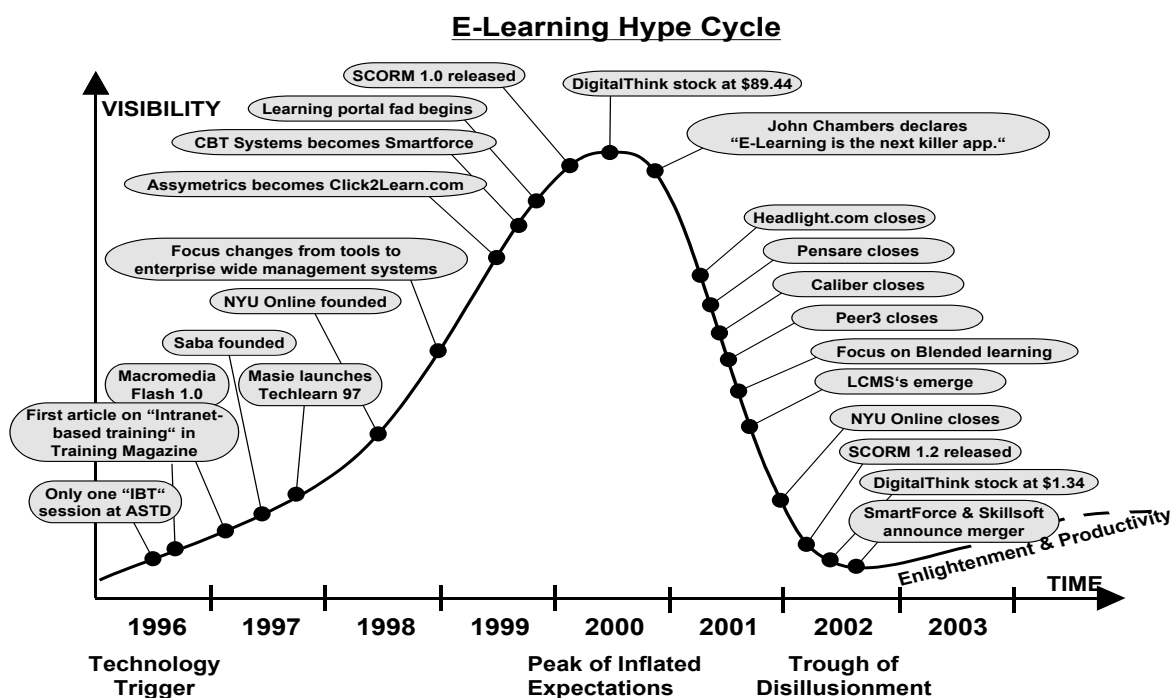 E-Learning Hype Cycle
VISIBILITY
SCORM 1.0 released
Learning portal fad begins
CBT Systems becomes Smartforce
Assymetrics becomes Click2Learn.com
Focus changes from tools to
enterprise wide management systems
NYU Online founded
Saba founded
Macromedia
Flash 1.0
Masie launches
Techlearn 97
First article on “Intranet-
based training“ in
Training Magazine
Only one “IBT“
session at ASTD
DigitalThink stock at $89.44
John Chambers declares
“E-Learning is the next killer app.“
Headlight.com closes
Pensare closes
Caliber closes
Peer3 closes
Focus on Blended learning
LCMS‘s emerge
NYU Online closes
SCORM 1.2 released
DigitalThink stock at $1.34
SmartForce & Skillsoft
announce merger
Enlightenment & Productivity
TIME
1996 1997 1998 1999 2000 2001 2002 2003
Technology
Trigger
Peak of Inflated
Expectations
Trough of
Disillusionment